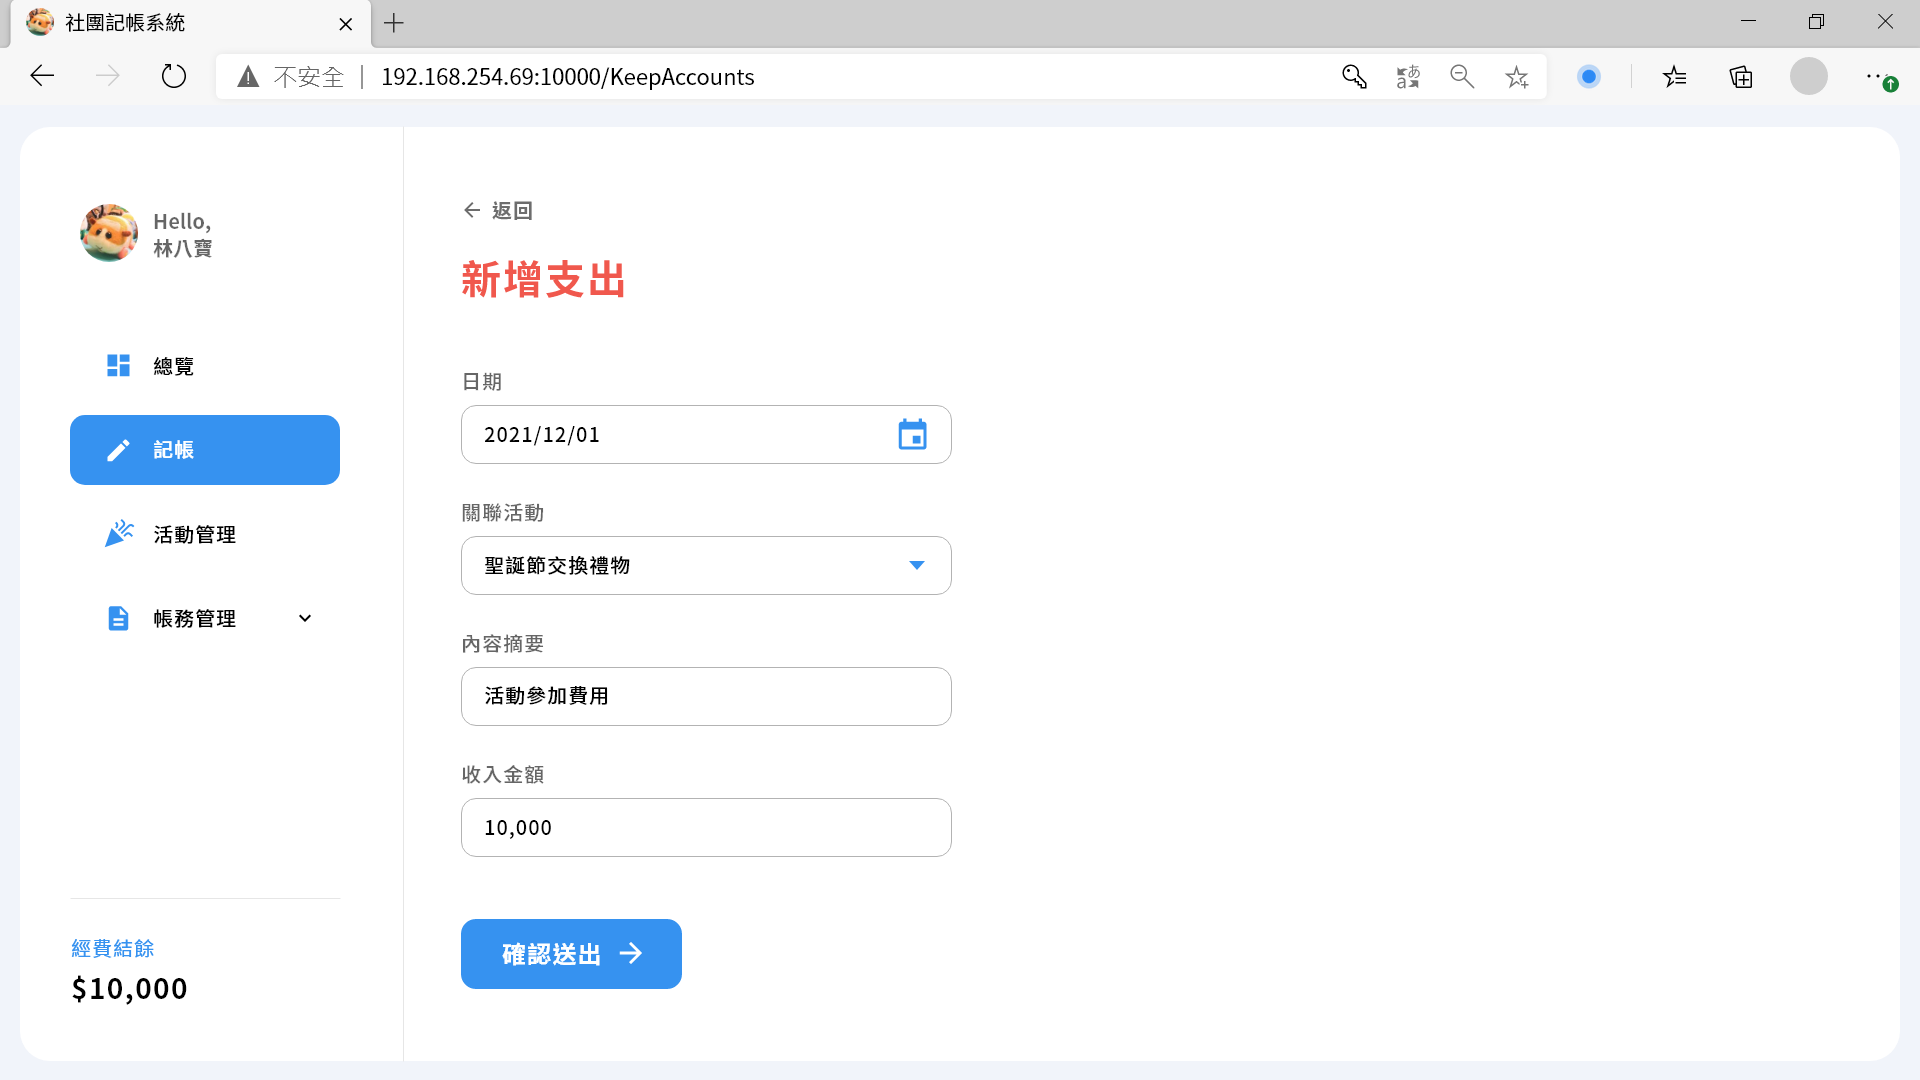 社團記帳系統
不安全
192.168.254.69:10000/KeepAccounts
Hello,
林八寶
總覽
記帳
活動管理
帳務管理
經費結餘
$10,000
返回
新增支出
日期
2021/12/01
關聯活動
聖誕節交換禮物
內容摘要
活動參加費用
收入金額
10,000
確認送出